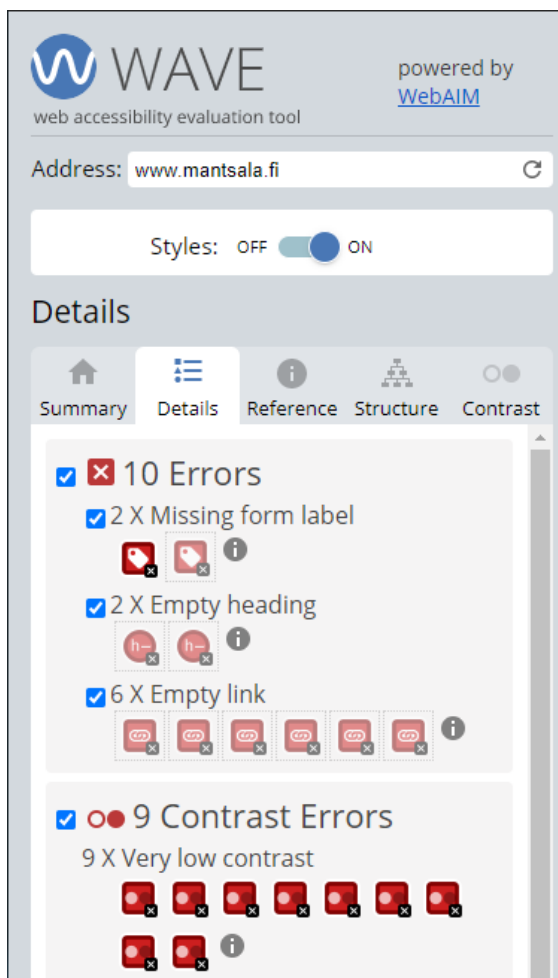 WAVE
powered by
WebAIM
web accessibility evaluation tool
Address: www.mantsala.fi
Styles: OFF ON
Details
Summary Details Reference Structure Contrast
10 Errors
2 X Missing form label
2 X Empty heading
6 X Empty link
9 Contrast Errors
9 X Very low contrast